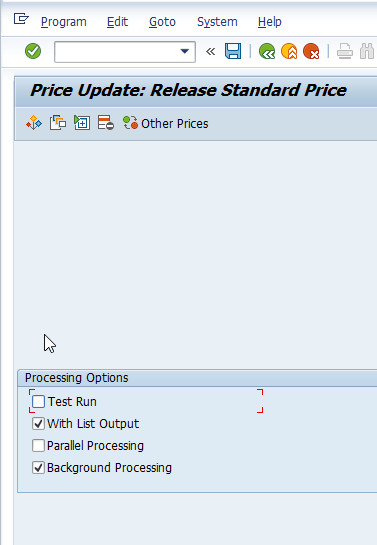 Program Edit Goto System Help
Price Update: Release Standard Price
Other Prices
Processing Options
Test Run
With List Output
Parallel Processing
Background Processing